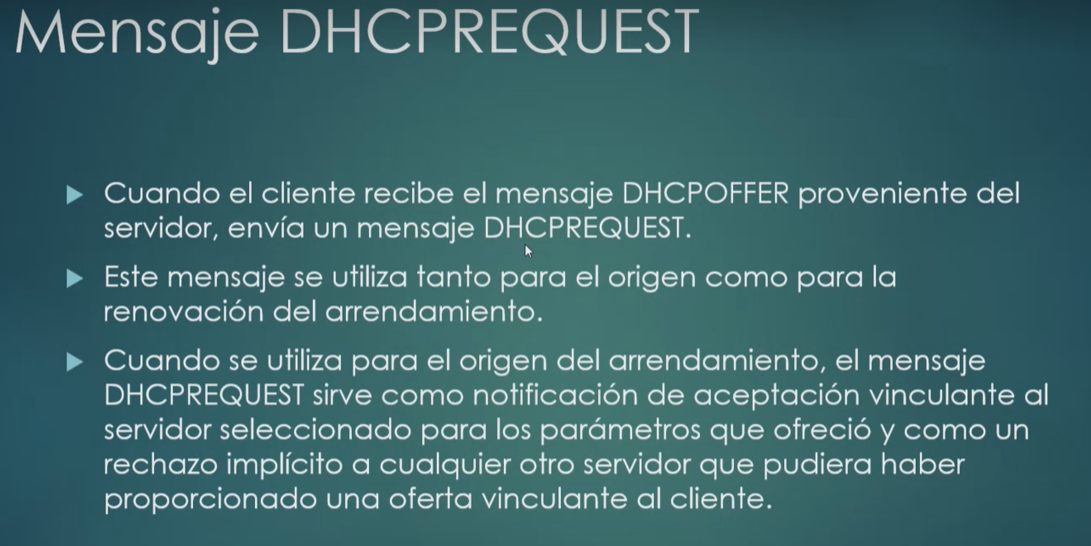 Mensaje DHCPREQUEST
Cuando el cliente recibe el mensaje DHCPOFFER proveniente del
servidor, envía un mensaje DHCPREQUEST.
Este mensaje se utiliza tanto para el origen como para la
renovación del arrendamiento.
Cuando se utiliza para el origen del arrendamiento, el mensaje
DHCPREQUEST sirve como notificación de aceptación vinculante al
servidor seleccionado para los parámetros que ofreció y como un
rechazo implícito a cualquier otro servidor que pudiera haber
proporcionado una oferta vinculante al cliente.